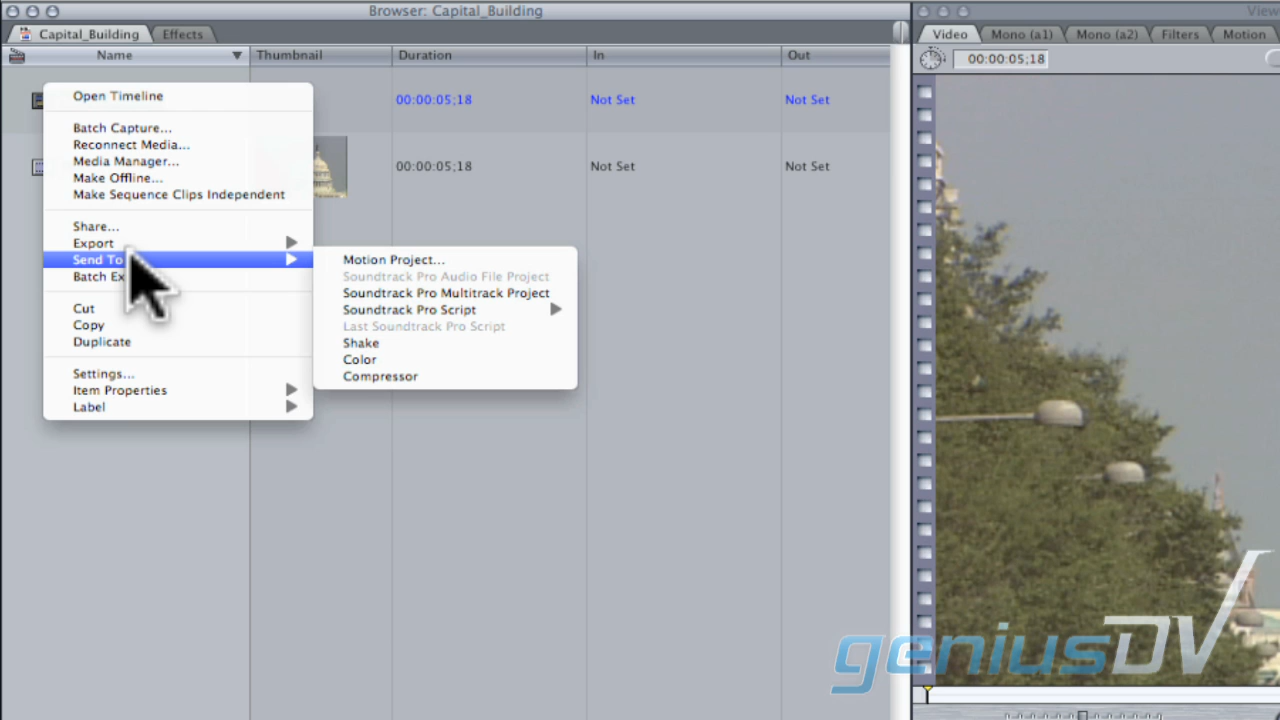 Browser: Capital_Building
Capital_Building Effects
Name Thumbnail Duration In Out
00:00:05;18 Not Set Not Set
00:00:05;18 Not Set Not Set
Open Timeline
Batch Capture...
Reconnect Media...
Media Manager...
Make Offline...
Make Sequence Clips Independent
Share...
Export
Send To
Batch Ex
Cut
Copy
Duplicate
Settings...
Item Properties
Label
Motion Project...
Soundtrack Pro Audio File Project
Soundtrack Pro Multitrack Project
Soundtrack Pro Script
Last Soundtrack Pro Script
Shake
Color
Compressor
View
Video Mono (a1) Mono (a2) Filters Motion
00:00:05;18
geniusDV